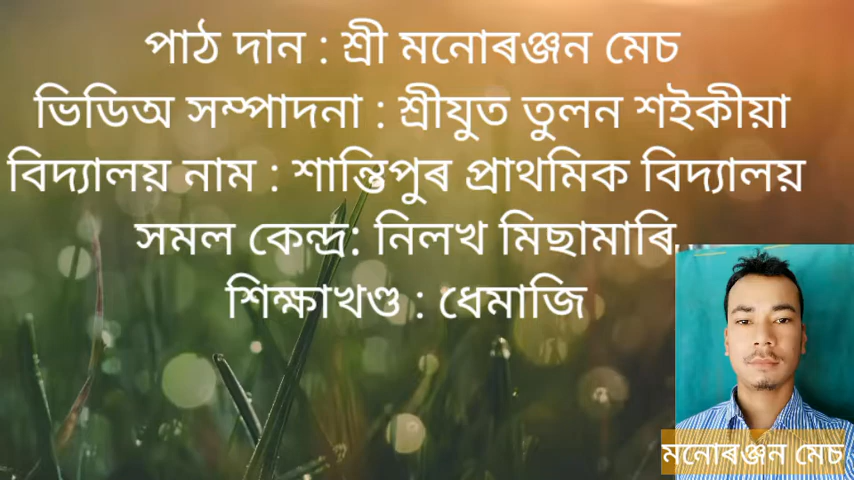 পাঠ দান : শ্ৰী মনোৰঞ্জন মেচ
ভিডিঅ সম্পাদনা : শ্ৰীযুত তুলন শইকীয়া
বিদ্যালয় নাম : শান্তিপুৰ প্ৰাথমিক বিদ্যালয়
সমল কেন্দ্ৰ: নিলখ মিছামাৰি
শিক্ষাখণ্ড : ধেমাজি
মনোৰঞ্জন মেচ